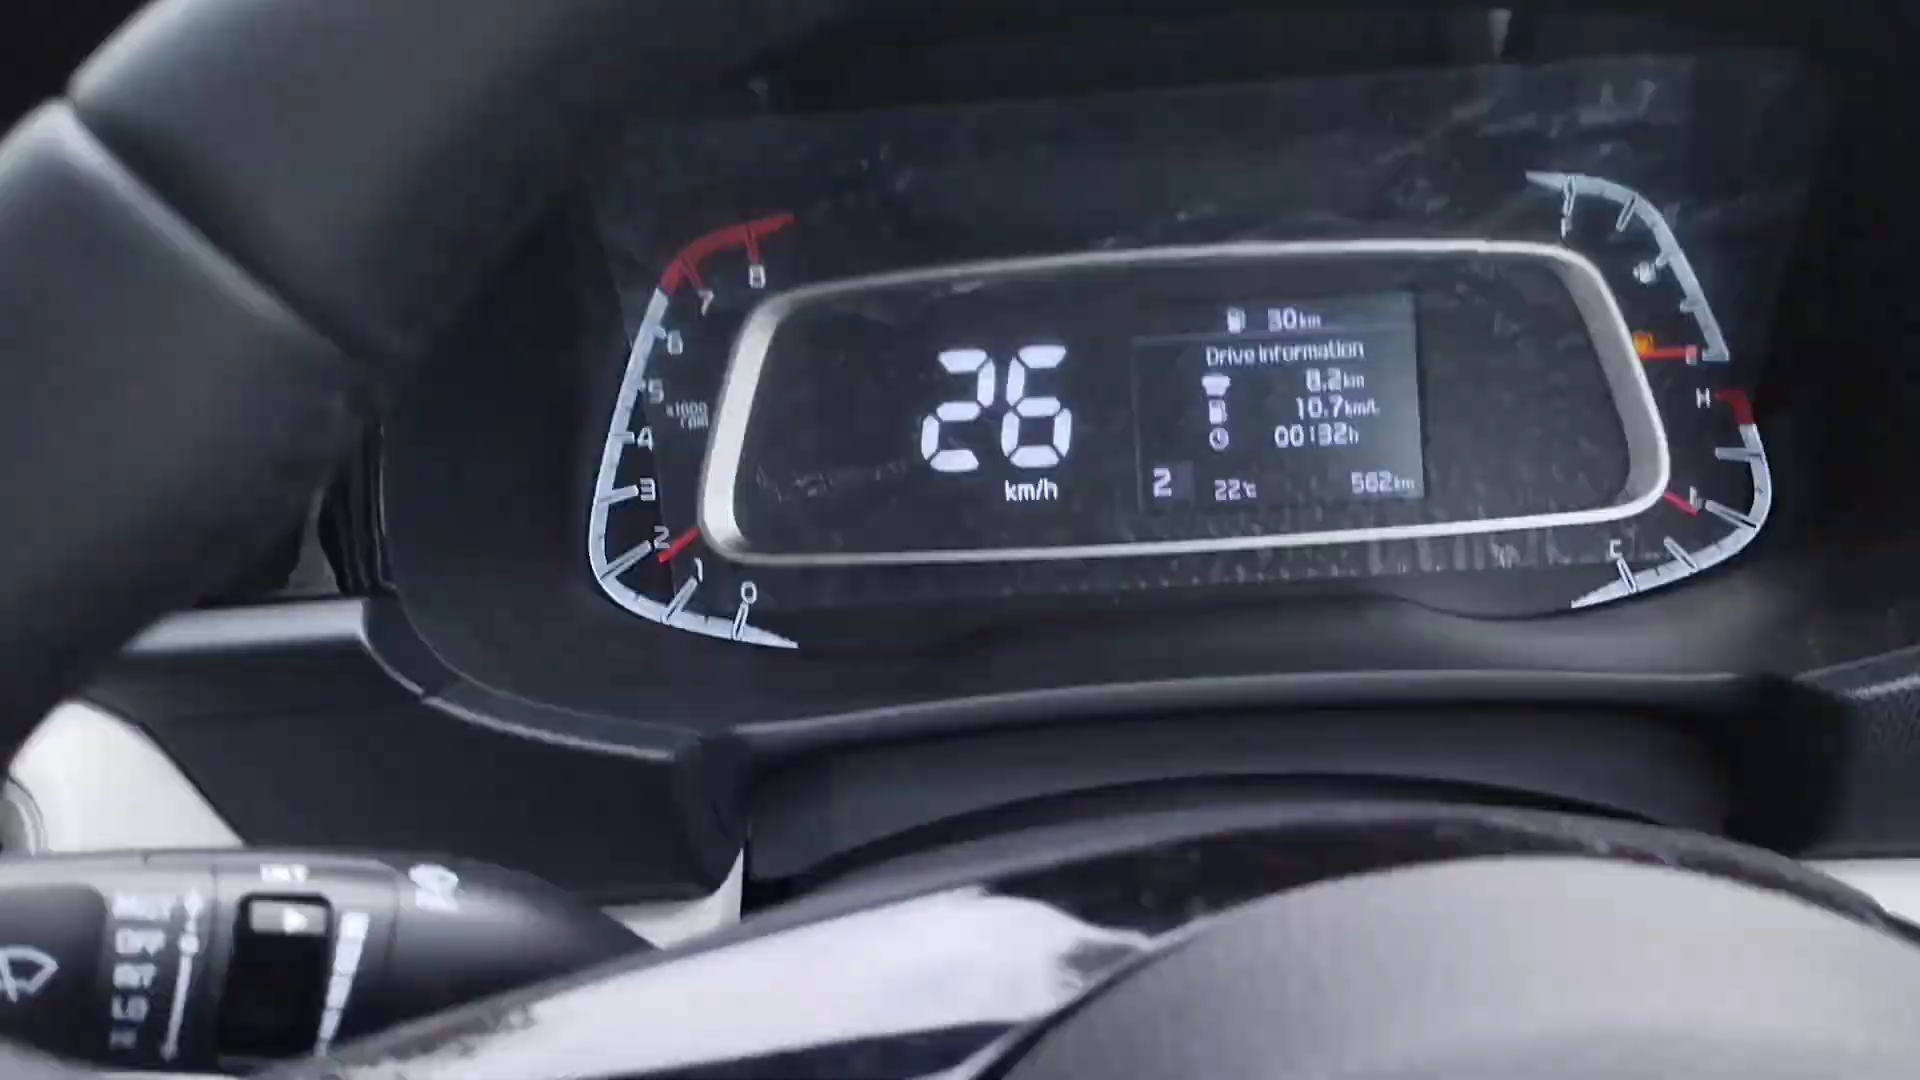 8
7
6
5
x1000
rpm
4
3
2
1
0
26
km/h
30km
Drive information
8.2km
10.7km/L
00:32h
2
22℃
562km
E
H
C